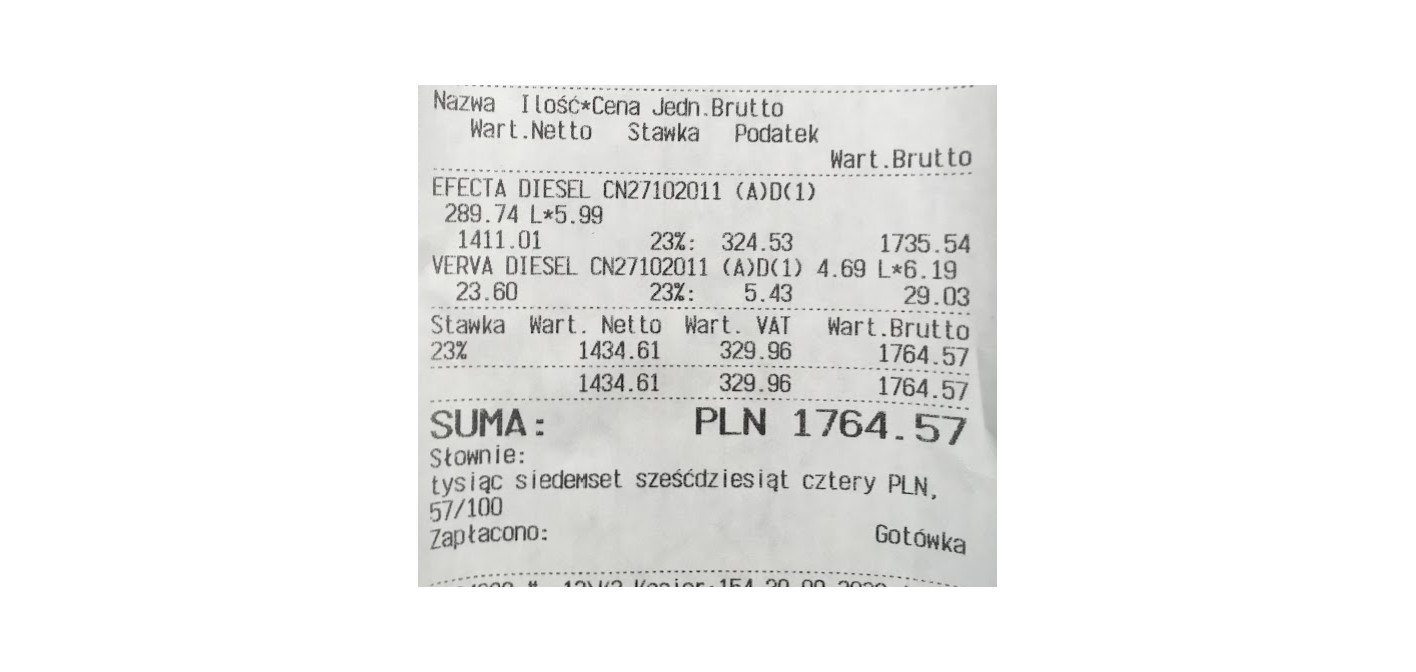 Nazwa Ilość*Cena Jedn.Brutto
Wart.Netto Stawka Podatek
Wart.Brutto
EFECTA DIESEL CN27102011 (A)D(1)
289.74 L*5.99
1411.01 23%: 324.53 1735.54
VERVA DIESEL CN27102011 (A)D(1) 4.69 L*6.19
23.60 23%: 5.43 29.03
Stawka Wart. Netto Wart. VAT Wart.Brutto
23% 1434.61 329.96 1764.57
1434.61 329.96 1764.57
SUMA: PLN 1764.57
Słownie:
tysiąc siedemset sześćdziesiąt cztery PLN,
57/100
Zapłacono: Gotówka